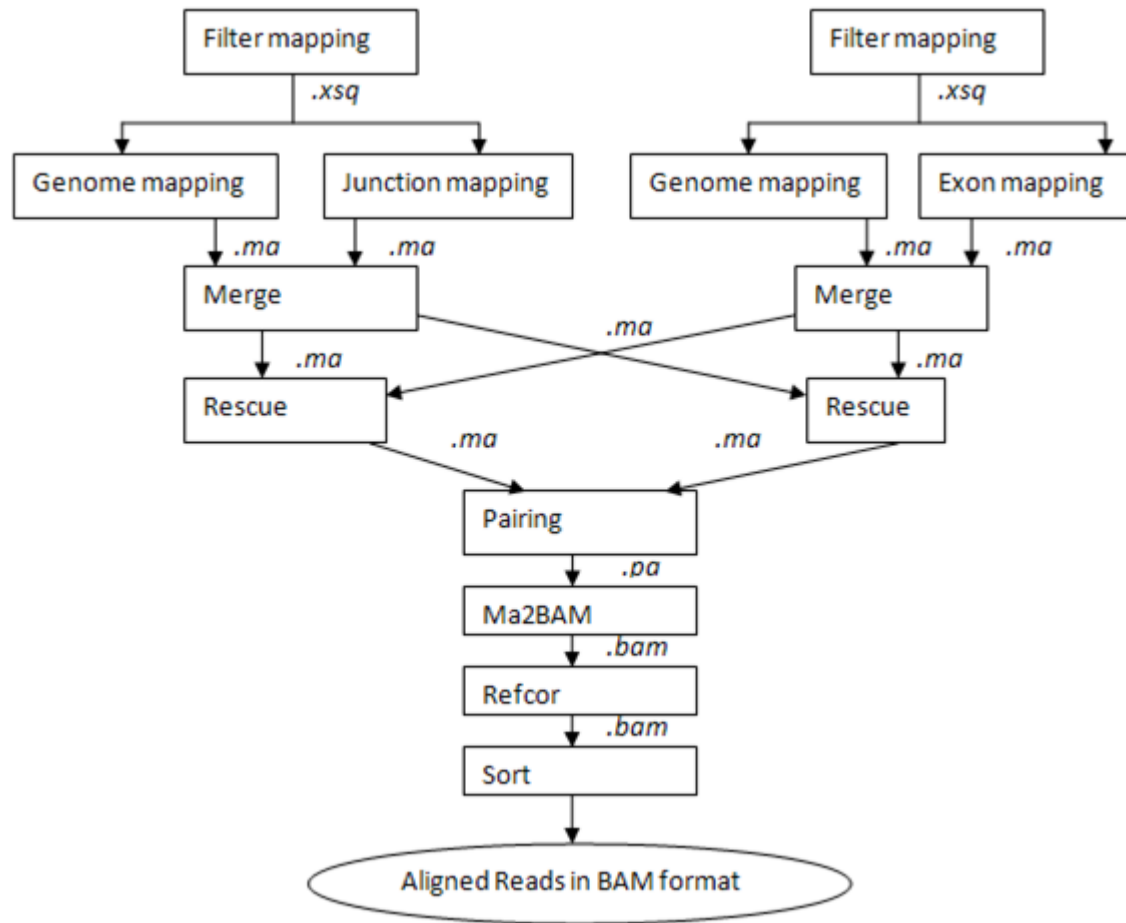 Filter mapping
Filter mapping
.xsq
.xsq
Genome mapping
Junction mapping
Genome mapping
Exon mapping
.ma
.ma
.ma
.ma
Merge
Merge
.ma
.ma
.ma
Rescue
Rescue
.ma
.ma
Pairing
.pa
Ma2BAM
.bam
Refcor
.bam
Sort
Aligned Reads in BAM format